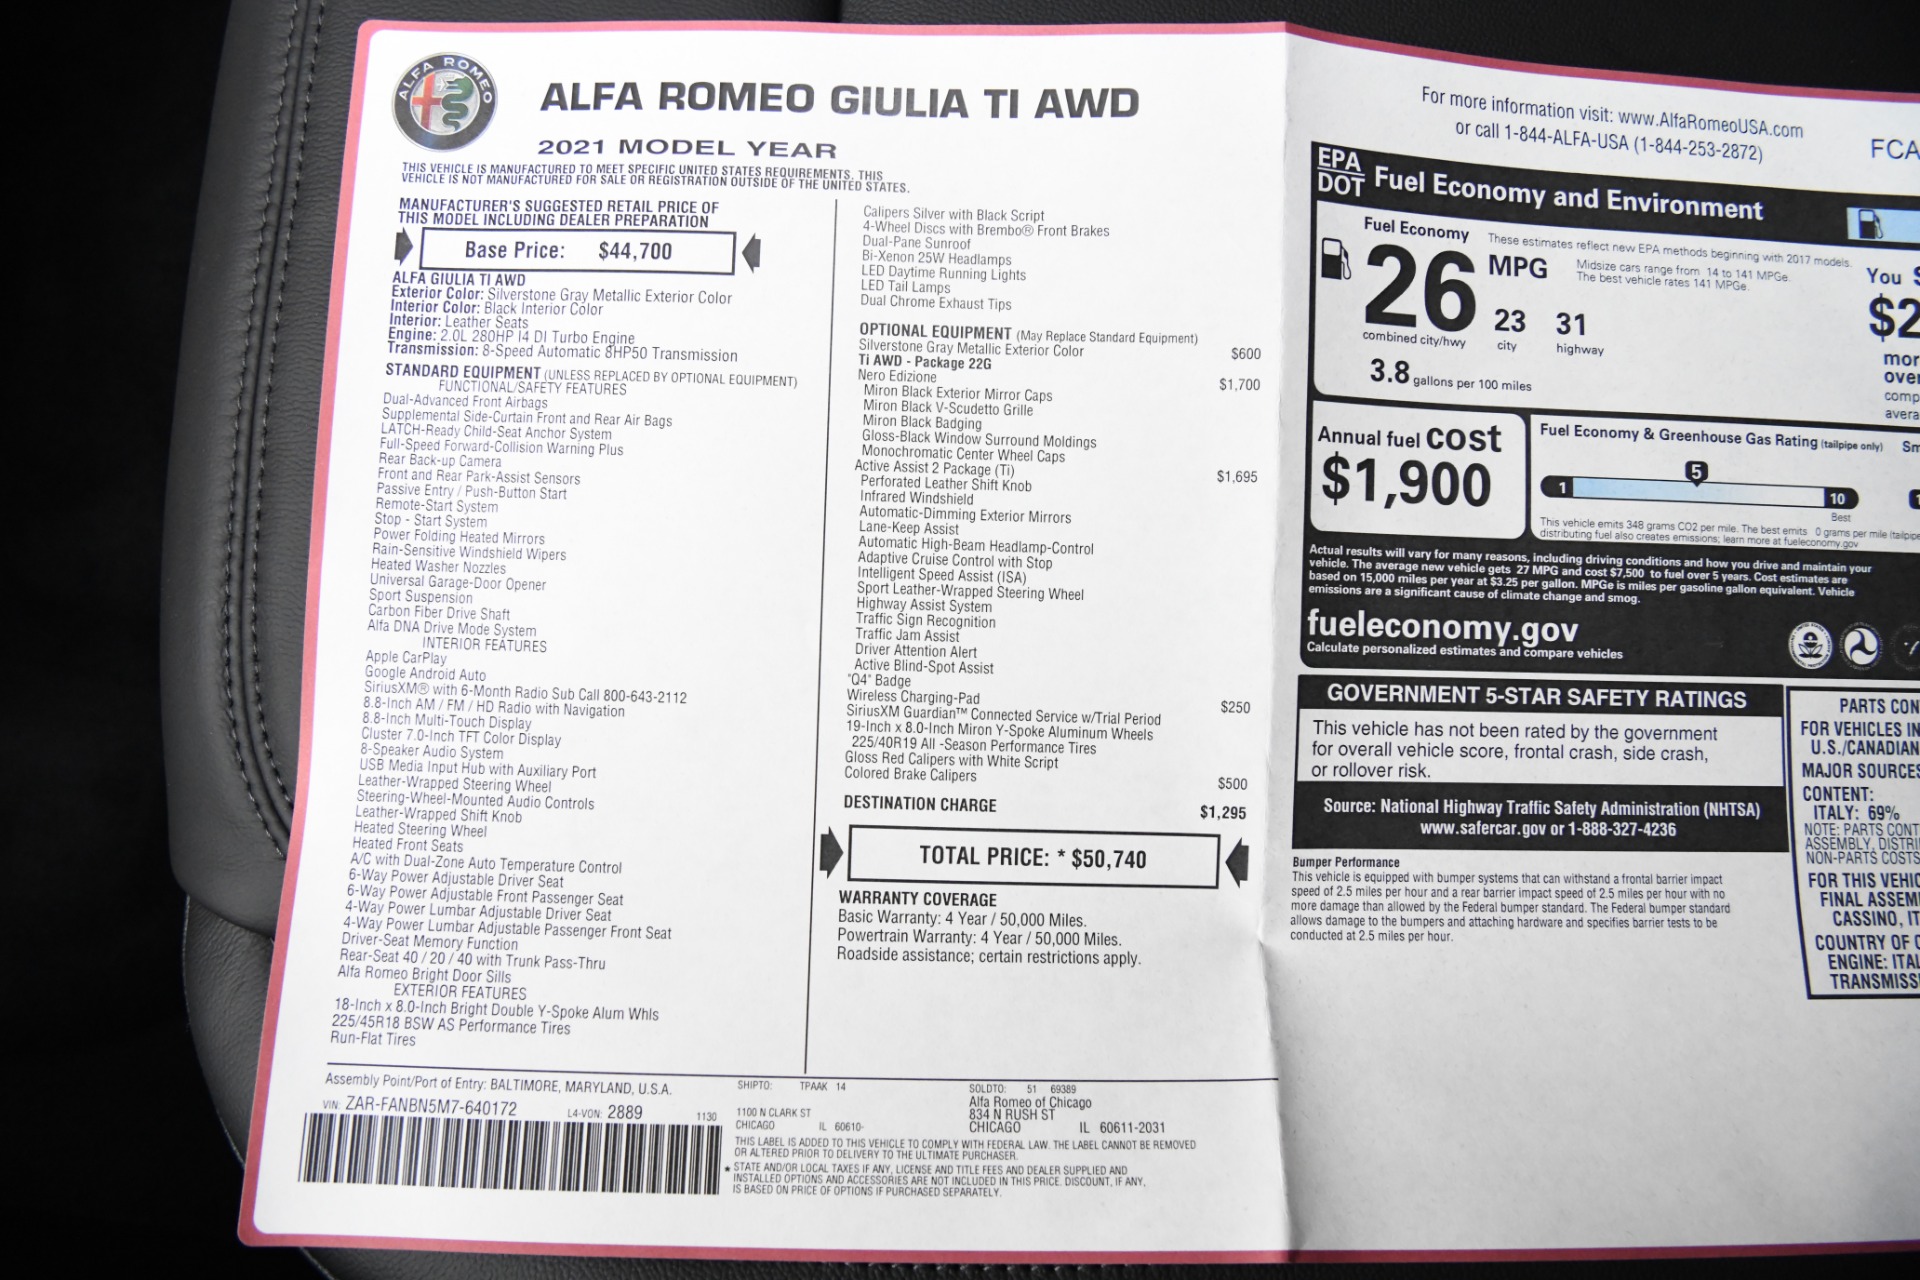 ALFA ROMEO
ALFA ROMEO GIULIA TI AWD
2021 MODEL YEAR
THIS VEHICLE IS MANUFACTURED TO MEET SPECIFIC UNITED STATES REQUIREMENTS. THIS
VEHICLE IS NOT MANUFACTURED FOR SALE OR REGISTRATION OUTSIDE OF THE UNITED STATES.
MANUFACTURER'S SUGGESTED RETAIL PRICE OF
THIS MODEL INCLUDING DEALER PREPARATION
Base Price: $44,700
ALFA GIULIA TI AWD
Exterior Color: Silverstone Gray Metallic Exterior Color
Interior Color: Black Interior Color
Interior: Leather Seats
Engine: 2.0L 280HP I4 DI Turbo Engine
Transmission: 8-Speed Automatic 8HP50 Transmission
STANDARD EQUIPMENT (UNLESS REPLACED BY OPTIONAL EQUIPMENT)
FUNCTIONAL/SAFETY FEATURES
Dual-Advanced Front Airbags
Supplemental Side-Curtain Front and Rear Air Bags
LATCH-Ready Child-Seat Anchor System
Full-Speed Forward-Collision Warning Plus
Rear Back-up Camera
Front and Rear Park-Assist Sensors
Passive Entry / Push-Button Start
Remote-Start System
Stop - Start System
Power Folding Heated Mirrors
Rain-Sensitive Windshield Wipers
Heated Washer Nozzles
Universal Garage-Door Opener
Sport Suspension
Carbon Fiber Drive Shaft
Alfa DNA Drive Mode System
INTERIOR FEATURES
Apple CarPlay
Google Android Auto
SiriusXM® with 6-Month Radio Sub Call 800-643-2112
8.8-Inch AM / FM / HD Radio with Navigation
8.8-Inch Multi-Touch Display
Cluster 7.0-Inch TFT Color Display
8-Speaker Audio System
USB Media Input Hub with Auxiliary Port
Leather-Wrapped Steering Wheel
Steering-Wheel-Mounted Audio Controls
Leather-Wrapped Shift Knob
Heated Steering Wheel
Heated Front Seats
A/C with Dual-Zone Auto Temperature Control
6-Way Power Adjustable Driver Seat
6-Way Power Adjustable Front Passenger Seat
4-Way Power Lumbar Adjustable Driver Seat
4-Way Power Lumbar Adjustable Passenger Front Seat
Driver-Seat Memory Function
Rear-Seat 40 / 20 / 40 with Trunk Pass-Thru
Alfa Romeo Bright Door Sills
EXTERIOR FEATURES
18-Inch x 8.0-Inch Bright Double Y-Spoke Alum Whls
225/45R18 BSW AS Performance Tires
Run-Flat Tires
Calipers Silver with Black Script
4-Wheel Discs with Brembo® Front Brakes
Dual-Pane Sunroof
Bi-Xenon 25W Headlamps
LED Daytime Running Lights
LED Tail Lamps
Dual Chrome Exhaust Tips
OPTIONAL EQUIPMENT (May Replace Standard Equipment)
Silverstone Gray Metallic Exterior Color $600
Ti AWD - Package 22G
Nero Edizione $1,700
Miron Black Exterior Mirror Caps
Miron Black V-Scudetto Grille
Miron Black Badging
Gloss-Black Window Surround Moldings
Monochromatic Center Wheel Caps
Active Assist 2 Package (Ti) $1,695
Perforated Leather Shift Knob
Infrared Windshield
Automatic-Dimming Exterior Mirrors
Lane-Keep Assist
Automatic High-Beam Headlamp-Control
Adaptive Cruise Control with Stop
Intelligent Speed Assist (ISA)
Sport Leather-Wrapped Steering Wheel
Highway Assist System
Traffic Sign Recognition
Traffic Jam Assist
Driver Attention Alert
Active Blind-Spot Assist
"Q4" Badge
Wireless Charging-Pad $250
SiriusXM Guardian™ Connected Service w/Trial Period
19-Inch x 8.0-Inch Miron Y-Spoke Aluminum Wheels
225/40R19 All -Season Performance Tires
Gloss Red Calipers with White Script
Colored Brake Calipers $500
DESTINATION CHARGE $1,295
TOTAL PRICE: * $50,740
WARRANTY COVERAGE
Basic Warranty: 4 Year / 50,000 Miles.
Powertrain Warranty: 4 Year / 50,000 Miles.
Roadside assistance; certain restrictions apply.
Assembly Point/Port of Entry: BALTIMORE, MARYLAND, U.S.A.
VIN: ZAR-FANBN5M7-640172 L4-VON: 2889 1130
SHIPTO: TPAAK 14
1100 N CLARK ST
CHICAGO IL 60610-
SOLDTO: 51 69389
Alfa Romeo of Chicago
834 N RUSH ST
CHICAGO IL 60611-2031
THIS LABEL IS ADDED TO THIS VEHICLE TO COMPLY WITH FEDERAL LAW. THE LABEL CANNOT BE REMOVED
OR ALTERED PRIOR TO DELIVERY TO THE ULTIMATE PURCHASER.
* STATE AND/OR LOCAL TAXES IF ANY, LICENSE AND TITLE FEES AND DEALER SUPPLIED AND
INSTALLED OPTIONS AND ACCESSORIES ARE NOT INCLUDED IN THIS PRICE. DISCOUNT, IF ANY,
IS BASED ON PRICE OF OPTIONS IF PURCHASED SEPARATELY.
For more information visit: www.AlfaRomeoUSA.com
or call 1-844-ALFA-USA (1-844-253-2872)
FCA
EPA
DOT Fuel Economy and Environment
Fuel Economy
These estimates reflect new EPA methods beginning with 2017 models.
26 MPG
Midsize cars range from 14 to 141 MPGe.
The best vehicle rates 141 MPGe.
23 31
combined city/hwy city highway
3.8 gallons per 100 miles
You S
$2
mor
over
comp
avera
Annual fuel cost
$1,900
Fuel Economy & Greenhouse Gas Rating (tailpipe only) Sm
5
1 10
Best
This vehicle emits 348 grams CO2 per mile. The best emits 0 grams per mile (tailpipe
distributing fuel also creates emissions; learn more at fueleconomy.gov
Actual results will vary for many reasons, including driving conditions and how you drive and maintain your
vehicle. The average new vehicle gets 27 MPG and cost $7,500 to fuel over 5 years. Cost estimates are
based on 15,000 miles per year at $3.25 per gallon. MPGe is miles per gasoline gallon equivalent. Vehicle
emissions are a significant cause of climate change and smog.
fueleconomy.gov
Calculate personalized estimates and compare vehicles
GOVERNMENT 5-STAR SAFETY RATINGS
This vehicle has not been rated by the government
for overall vehicle score, frontal crash, side crash,
or rollover risk.
Source: National Highway Traffic Safety Administration (NHTSA)
www.safercar.gov or 1-888-327-4236
Bumper Performance
This vehicle is equipped with bumper systems that can withstand a frontal barrier impact
speed of 2.5 miles per hour and a rear barrier impact speed of 2.5 miles per hour with no
more damage than allowed by the Federal bumper standard. The Federal bumper standard
allows damage to the bumpers and attaching hardware and specifies barrier tests to be
conducted at 2.5 miles per hour.
PARTS CON
FOR VEHICLES IN
U.S./CANADIAN
MAJOR SOURCES
CONTENT:
ITALY: 69%
NOTE: PARTS CONT
ASSEMBLY, DISTRI
NON-PARTS COSTS
FOR THIS VEHIC
FINAL ASSEM
CASSINO, IT
COUNTRY OF O
ENGINE: ITAL
TRANSMISS